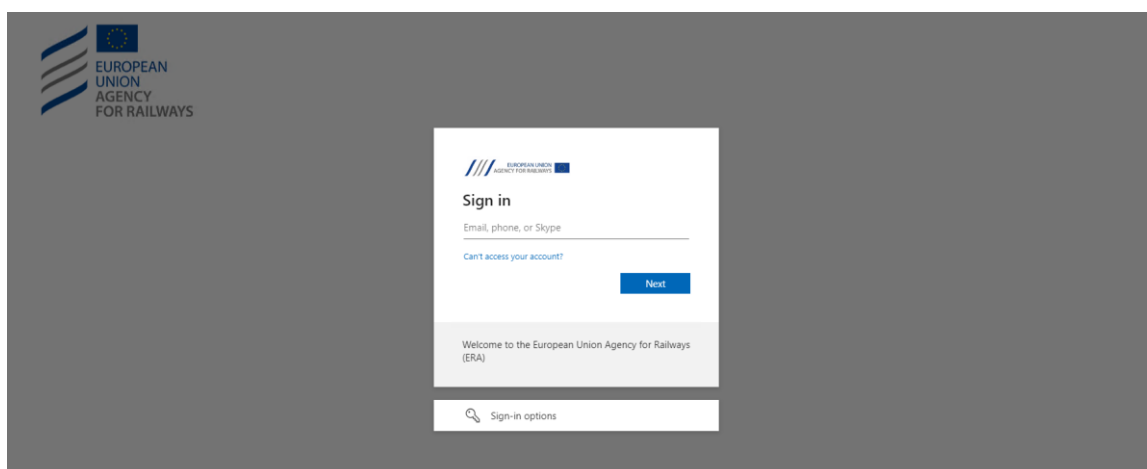 EUROPEAN
UNION
AGENCY
FOR RAILWAYS
EUROPEAN UNION
AGENCY FOR RAILWAYS
Sign in
Email, phone, or Skype
Can't access your account?
Next
Welcome to the European Union Agency for Railways
(ERA)
Sign-in options